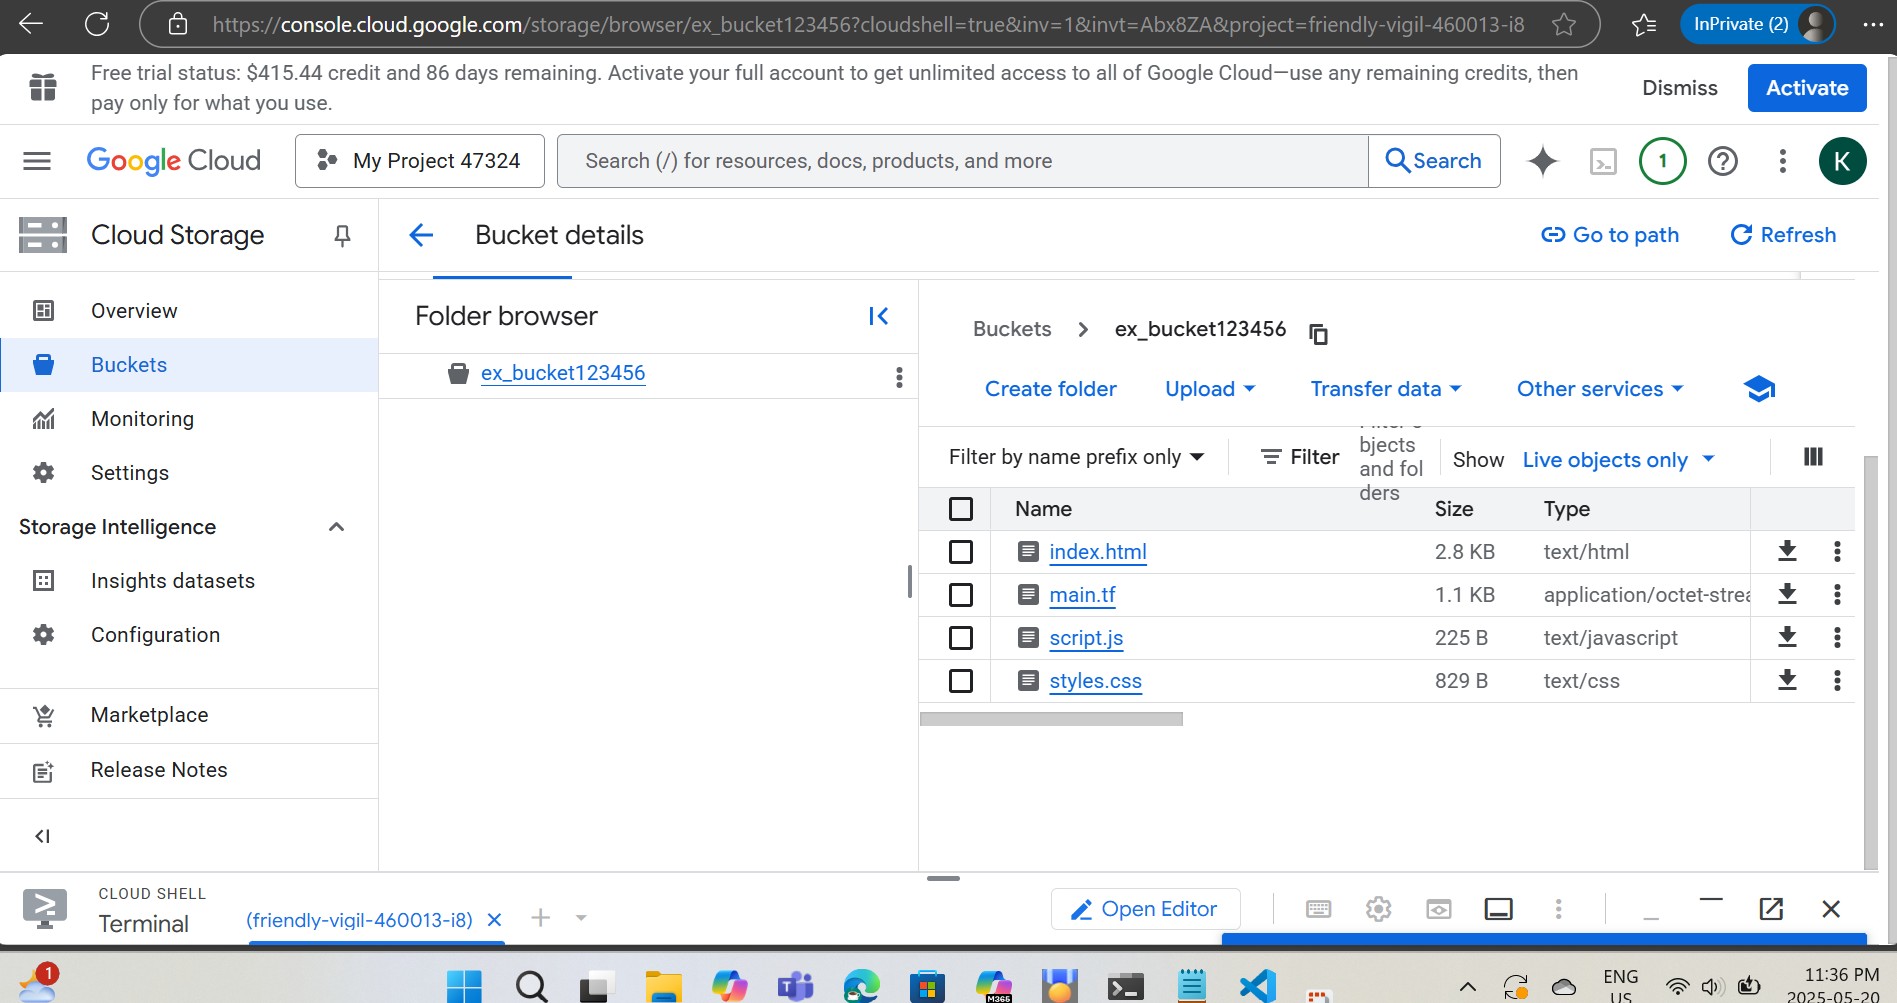 https://console.cloud.google.com/storage/browser/ex_bucket123456?cloudshell=true&inv=1&invt=Abx8ZA&project=friendly-vigil-460013-i8
InPrivate (2)
Free trial status: $415.44 credit and 86 days remaining. Activate your full account to get unlimited access to all of Google Cloud—use any remaining credits, then
pay only for what you use.
Dismiss
Activate
Google Cloud
My Project 47324
Search (/) for resources, docs, products, and more
Search
1
K
Cloud Storage
Bucket details
Go to path
Refresh
Overview
Buckets
Monitoring
Settings
Storage Intelligence
Insights datasets
Configuration
Marketplace
Release Notes
Folder browser
ex_bucket123456
Buckets > ex_bucket123456
Create folder
Upload
Transfer data
Other services
Filter by name prefix only
Filter
bjects
and fol
ders
Show
Live objects only
Name Size Type
index.html 2.8 KB text/html
main.tf 1.1 KB application/octet-strea
script.js 225 B text/javascript
styles.css 829 B text/css
CLOUD SHELL
Terminal
(friendly-vigil-460013-i8)
Open Editor
1
M365
ENG
US
11:36 PM
2025-05-20